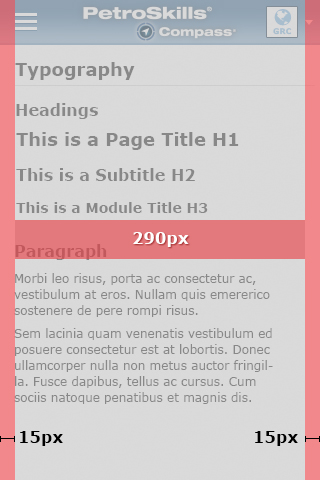 PetroSkills®
Compass®
GRC
Typography
Headings
This is a Page Title H1
This is a Subtitle H2
This is a Module Title H3
290px
Paragraph
Morbi leo risus, porta ac consectetur ac,
vestibulum at eros. Nullam quis emererico
sostenere de pere rompi risus.
Sem lacinia quam venenatis vestibulum ed
posuere consectetur est at lobortis. Donec
ullamcorper nulla non metus auctor fringil-
la. Fusce dapibus, tellus ac cursus. Cum
sociis natoque penatibus et magnis dis.
15px 15px